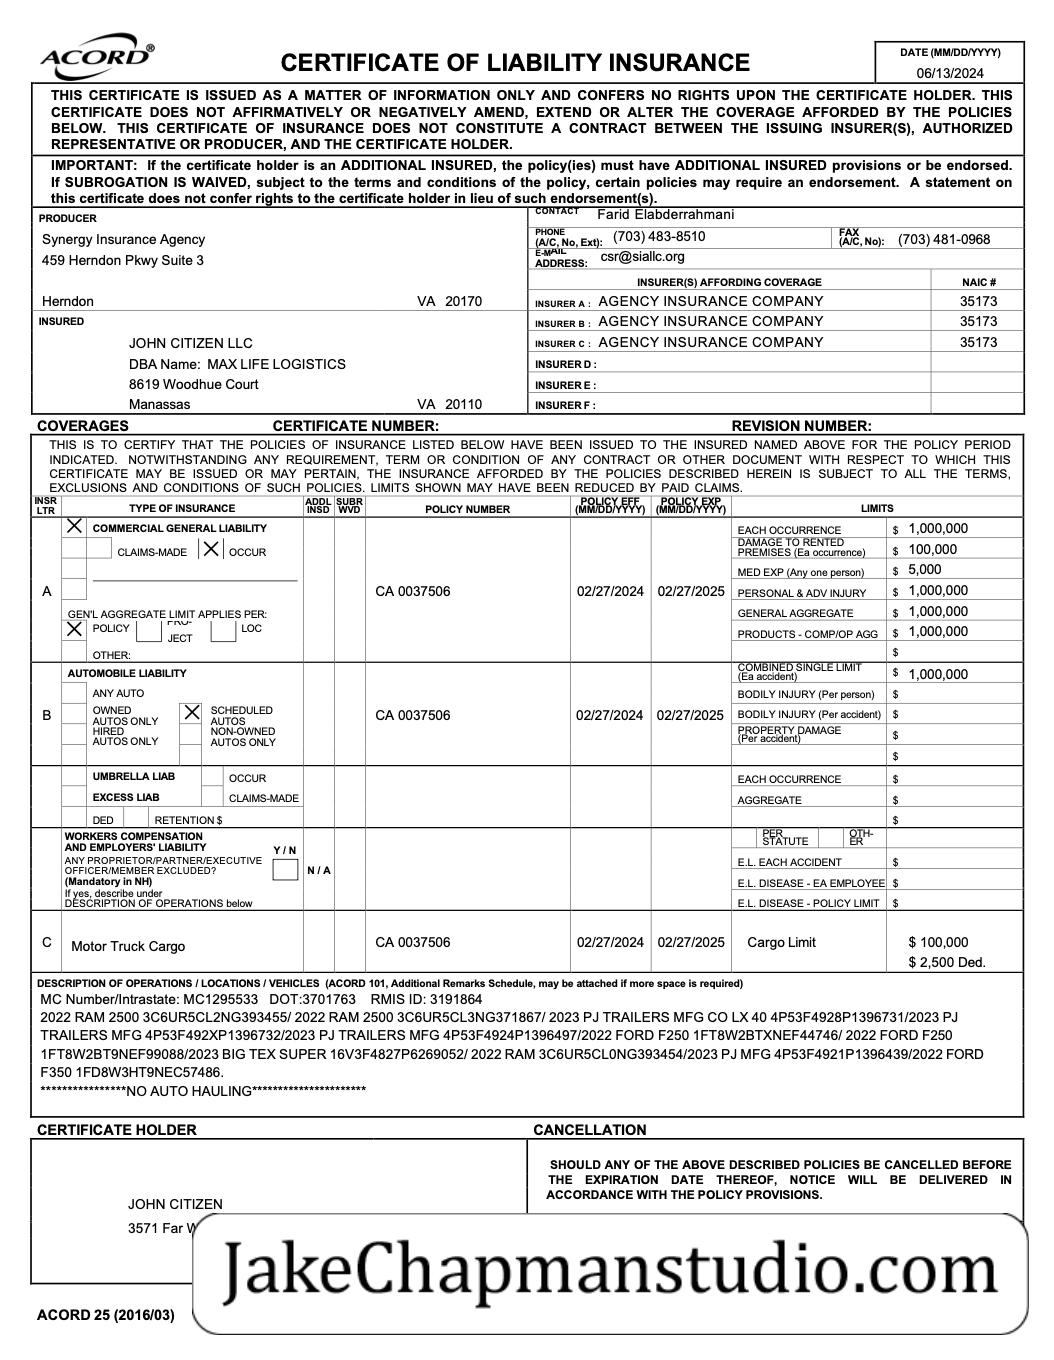 ACORD®
CERTIFICATE OF LIABILITY INSURANCE
DATE (MM/DD/YYYY)
06/13/2024
THIS CERTIFICATE IS ISSUED AS A MATTER OF INFORMATION ONLY AND CONFERS NO RIGHTS UPON THE CERTIFICATE HOLDER. THIS
CERTIFICATE DOES NOT AFFIRMATIVELY OR NEGATIVELY AMEND, EXTEND OR ALTER THE COVERAGE AFFORDED BY THE POLICIES
BELOW. THIS CERTIFICATE OF INSURANCE DOES NOT CONSTITUTE A CONTRACT BETWEEN THE ISSUING INSURER(S), AUTHORIZED
REPRESENTATIVE OR PRODUCER, AND THE CERTIFICATE HOLDER.
IMPORTANT: If the certificate holder is an ADDITIONAL INSURED, the policy(ies) must have ADDITIONAL INSURED provisions or be endorsed.
If SUBROGATION IS WAIVED, subject to the terms and conditions of the policy, certain policies may require an endorsement. A statement on
this certificate does not confer rights to the certificate holder in lieu of such endorsement(s).
PRODUCER
Synergy Insurance Agency
459 Herndon Pkwy Suite 3
Herndon VA 20170
CONTACT Farid Elabderrahmani
PHONE (A/C, No, Ext): (703) 483-8510 FAX (A/C, No): (703) 481-0968
E-MAIL ADDRESS: csr@siallc.org
INSURER(S) AFFORDING COVERAGE NAIC #
INSURER A : AGENCY INSURANCE COMPANY 35173
INSURER B : AGENCY INSURANCE COMPANY 35173
INSURER C : AGENCY INSURANCE COMPANY 35173
INSURER D :
INSURER E :
INSURER F :
INSURED
JOHN CITIZEN LLC
DBA Name: MAX LIFE LOGISTICS
8619 Woodhue Court
Manassas VA 20110
COVERAGES CERTIFICATE NUMBER: REVISION NUMBER:
THIS IS TO CERTIFY THAT THE POLICIES OF INSURANCE LISTED BELOW HAVE BEEN ISSUED TO THE INSURED NAMED ABOVE FOR THE POLICY PERIOD
INDICATED. NOTWITHSTANDING ANY REQUIREMENT, TERM OR CONDITION OF ANY CONTRACT OR OTHER DOCUMENT WITH RESPECT TO WHICH THIS
CERTIFICATE MAY BE ISSUED OR MAY PERTAIN, THE INSURANCE AFFORDED BY THE POLICIES DESCRIBED HEREIN IS SUBJECT TO ALL THE TERMS,
EXCLUSIONS AND CONDITIONS OF SUCH POLICIES. LIMITS SHOWN MAY HAVE BEEN REDUCED BY PAID CLAIMS.
INSR LTR TYPE OF INSURANCE ADDL INSD SUBR WVD POLICY NUMBER POLICY EFF (MM/DD/YYYY) POLICY EXP (MM/DD/YYYY) LIMITS
X COMMERCIAL GENERAL LIABILITY
CLAIMS-MADE X OCCUR
GEN'L AGGREGATE LIMIT APPLIES PER:
X POLICY PRO-JECT LOC
OTHER:
A CA 0037506 02/27/2024 02/27/2025
EACH OCCURRENCE $ 1,000,000
DAMAGE TO RENTED PREMISES (Ea occurrence) $ 100,000
MED EXP (Any one person) $ 5,000
PERSONAL & ADV INJURY $ 1,000,000
GENERAL AGGREGATE $ 1,000,000
PRODUCTS - COMP/OP AGG $ 1,000,000
$
AUTOMOBILE LIABILITY
ANY AUTO
OWNED AUTOS ONLY X SCHEDULED AUTOS
HIRED AUTOS ONLY NON-OWNED AUTOS ONLY
B CA 0037506 02/27/2024 02/27/2025
COMBINED SINGLE LIMIT (Ea accident) $ 1,000,000
BODILY INJURY (Per person) $
BODILY INJURY (Per accident) $
PROPERTY DAMAGE (Per accident) $
$
UMBRELLA LIAB OCCUR
EXCESS LIAB CLAIMS-MADE
DED RETENTION $
EACH OCCURRENCE $
AGGREGATE $
$
WORKERS COMPENSATION
AND EMPLOYERS' LIABILITY Y / N
ANY PROPRIETOR/PARTNER/EXECUTIVE
OFFICER/MEMBER EXCLUDED? N / A
(Mandatory in NH)
If yes, describe under
DESCRIPTION OF OPERATIONS below
PER STATUTE OTH-ER
E.L. EACH ACCIDENT $
E.L. DISEASE - EA EMPLOYEE $
E.L. DISEASE - POLICY LIMIT $
C Motor Truck Cargo CA 0037506 02/27/2024 02/27/2025 Cargo Limit $ 100,000
$ 2,500 Ded.
DESCRIPTION OF OPERATIONS / LOCATIONS / VEHICLES (ACORD 101, Additional Remarks Schedule, may be attached if more space is required)
MC Number/Intrastate: MC1295533 DOT:3701763 RMIS ID: 3191864
2022 RAM 2500 3C6UR5CL2NG393455/ 2022 RAM 2500 3C6UR5CL3NG371867/ 2023 PJ TRAILERS MFG CO LX 40 4P53F4928P1396731/2023 PJ
TRAILERS MFG 4P53F492XP1396732/2023 PJ TRAILERS MFG 4P53F4924P1396497/2022 FORD F250 1FT8W2BTXNEF44746/ 2022 FORD F250
1FT8W2BT9NEF99088/2023 BIG TEX SUPER 16V3F4827P6269052/ 2022 RAM 3C6UR5CL0NG393454/2023 PJ MFG 4P53F4921P1396439/2022 FORD
F350 1FD8W3HT9NEC57486.
****************NO AUTO HAULING**********************
CERTIFICATE HOLDER
JOHN CITIZEN
3571 Far
CANCELLATION
SHOULD ANY OF THE ABOVE DESCRIBED POLICIES BE CANCELLED BEFORE
THE EXPIRATION DATE THEREOF, NOTICE WILL BE DELIVERED IN
ACCORDANCE WITH THE POLICY PROVISIONS.
JakeChapmanstudio.com
ACORD 25 (2016/03)